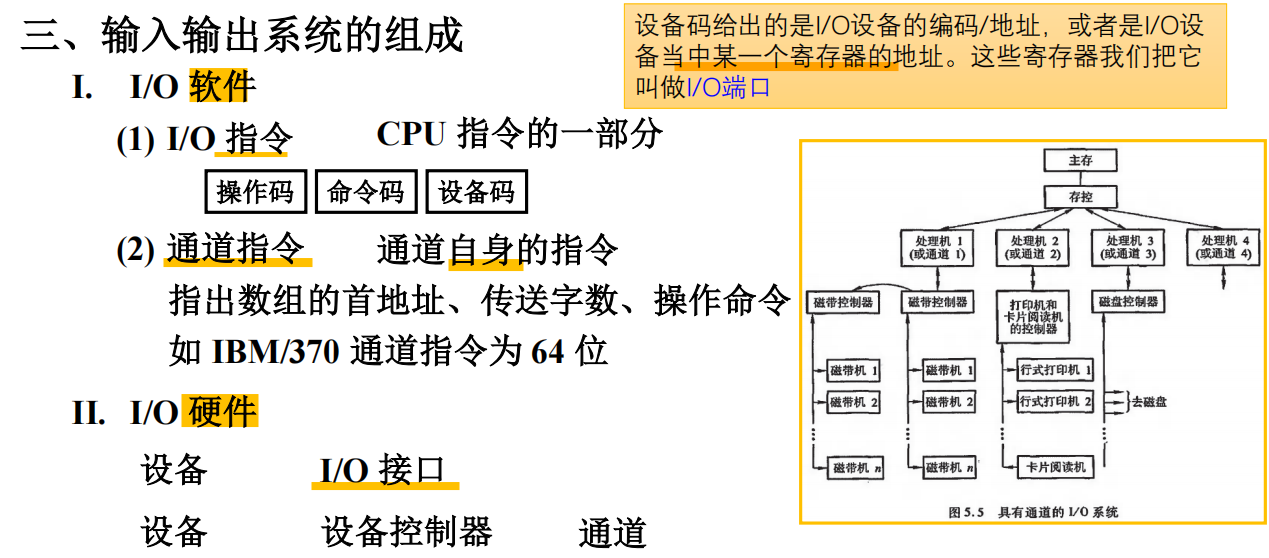 三、输入输出系统的组成
设备码给出的是I/O设备的编码/地址，或者是I/O设
备当中某一个寄存器的地址。这些寄存器我们把它
叫做I/O端口
I. I/O 软件
(1) I/O 指令 CPU 指令的一部分
操作码 命令码 设备码
(2) 通道指令 通道自身的指令
指出数组的首地址、传送字数、操作命令
如 IBM/370 通道指令为 64 位
II. I/O 硬件
设备 I/O 接口
设备 设备控制器 通道
主存
存控
处理机 1 处理机 2 处理机 3 处理机 4
(或通道 1) (或通道 2) (或通道 3) (或通道 4)
磁带控制器 磁带控制器 打印机和 磁盘控制器
卡片阅读机
的控制器
磁带机 1 磁带机 1 行式打印机 1
磁带机 2 磁带机 2 行式打印机 2 去磁盘
磁带机 n 磁带机 n 卡片阅读机
图 5.5 具有通道的 I/O 系统